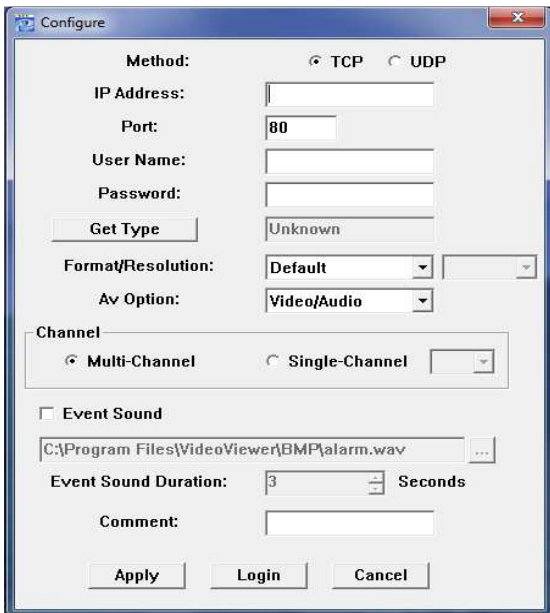 Configure
Method: TCP UDP
IP Address:
Port: 80
User Name:
Password:
Get Type Unknown
Format/Resolution: Default
Av Option: Video/Audio
Channel
Multi-Channel Single-Channel
Event Sound
C:\Program Files\VideoViewer\BMP\alarm.wav ...
Event Sound Duration: 3 Seconds
Comment:
Apply Login Cancel